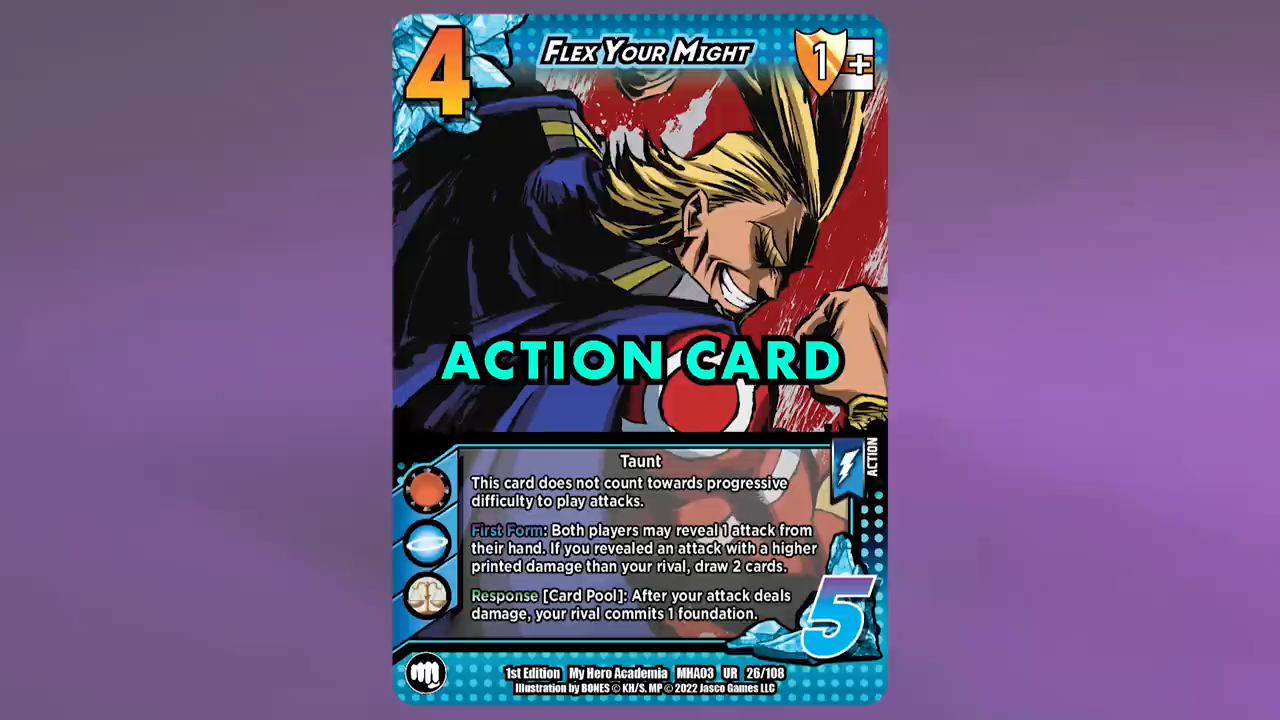 4
FLEX YOUR MIGHT
1 +
ACTION CARD
ACTION
Taunt
This card does not count towards progressive
difficulty to play attacks.
First Form: Both players may reveal 1 attack from
their hand. If you revealed an attack with a higher
printed damage than your rival, draw 2 cards.
Response [Card Pool]: After your attack deals
damage, your rival commits 1 foundation.
5
1st Edition My Hero Academia MHA03 UR 26/108
Illustration by BONES © KH/S. MP © 2022 Jasco Games LLC